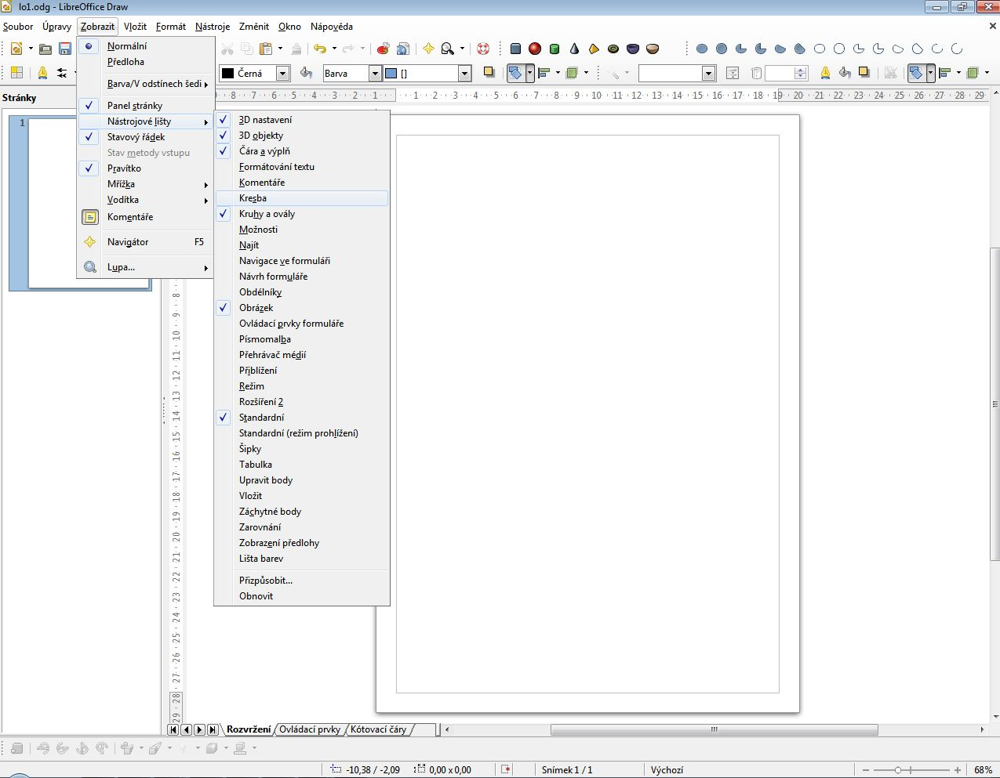 lo1.odg - LibreOffice Draw
Soubor Úpravy Zobrazit Vložit Formát Nástroje Změnit Okno Nápověda
Normální
Předloha
Barva/V odstínech šedi
Panel stránky
Nástrojové lišty
Stavový řádek
Stav metody vstupu
Pravítko
Mřížka
Vodítka
Komentáře
Navigátor F5
Lupa...
Černá Barva []
Stránky
1
8 7 6 5 4 3 2 1 1 2 3 4 5 6 7 8 9 10 11 12 13 14 15 16 17 18 19 20 21 22 23 24 25 26 27 28 29
3D nastavení
3D objekty
Čára a výplň
Formátování textu
Komentáře
Kresba
Kruhy a ovály
Možnosti
Najít
Navigace ve formuláři
Návrh formuláře
Obdélníky
Obrázek
Ovládací prvky formuláře
Písmomalba
Přehrávač médií
Přiblížení
Režim
Rozšíření 2
Standardní
Standardní (režim prohlížení)
Šipky
Tabulka
Upravit body
Vložit
Záchytné body
Zarovnání
Zobrazení předlohy
Lišta barev
Přizpůsobit...
Obnovit
8
9
10
11
12
13
14
15
16
17
18
19
20
21
22
23
24
25
26
27
28
29
Rozvržení Ovládací prvky Kótovací čáry
-10,38 / -2,09 0,00 x 0,00 Snímek 1 / 1 Výchozí 68%